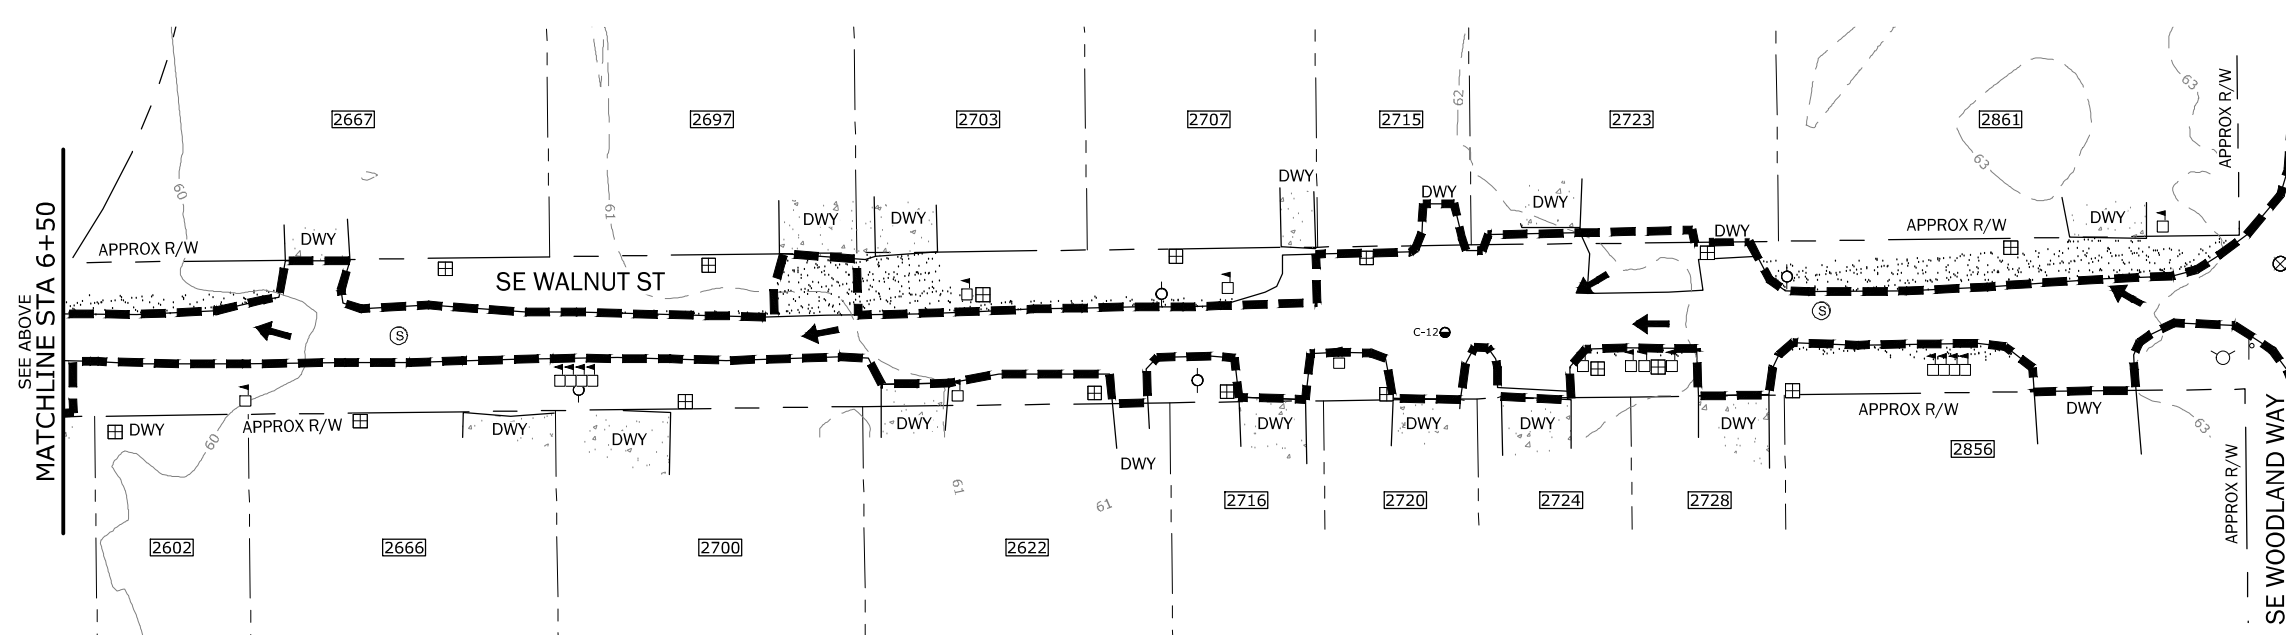 SEE ABOVE
MATCHLINE STA 6+50
2667
2697
2703
2707
2715
2723
2861
60
61
62
63
63
APPROX R/W
APPROX R/W
APPROX R/W
DWY
DWY
DWY
DWY
DWY
DWY
DWY
DWY
SE WALNUT ST
S
C-12
S
DWY
APPROX R/W
DWY
DWY
DWY
DWY
DWY
DWY
DWY
DWY
APPROX R/W
DWY
60
61
61
63
2856
APPROX R/W
SE WOODLAND WAY
2716
2720
2724
2728
2602
2666
2700
2622